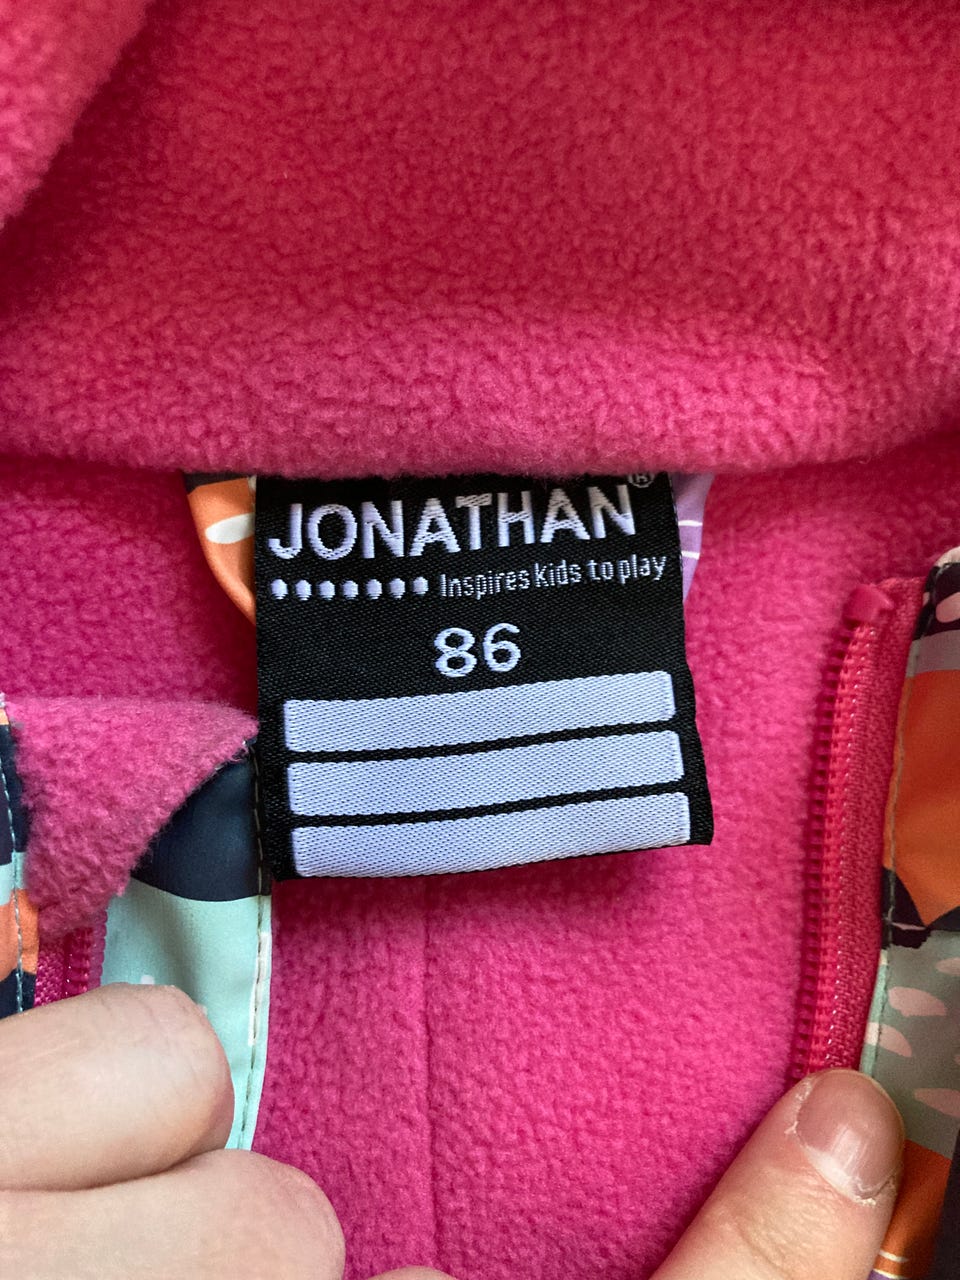 JONATHAN®
Inspires kids to play
86